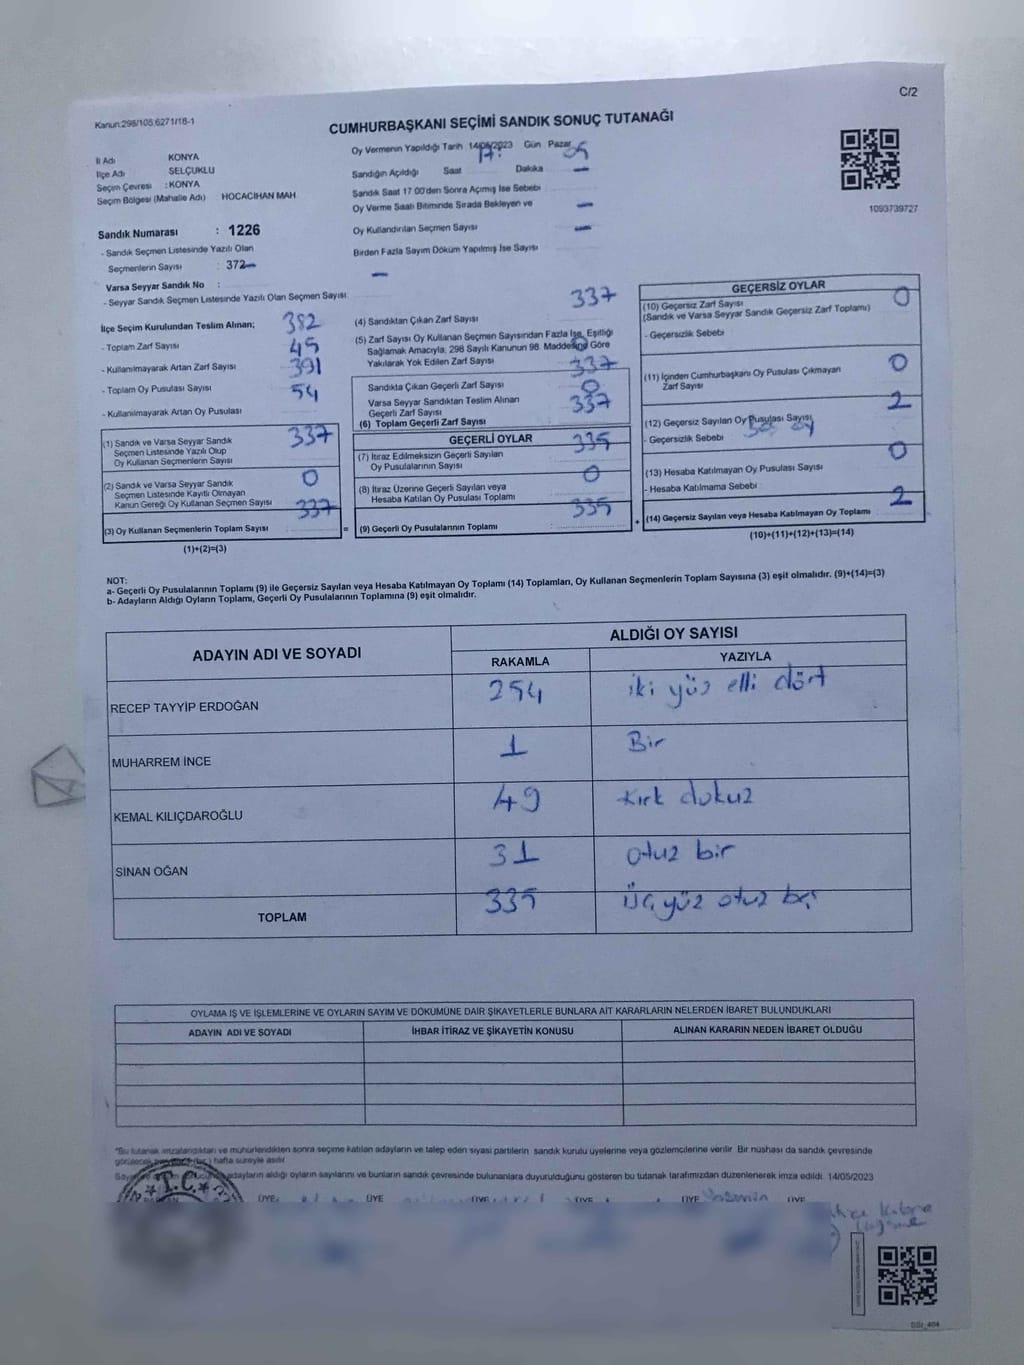 C/2
Kanun:298/105,6271/18-1
CUMHURBAŞKANI SEÇİMİ SANDIK SONUÇ TUTANAĞI
İl Adı KONYA
İlçe Adı SELÇUKLU
Seçim Çevresi : KONYA
Seçim Bölgesi (Mahalle Adı) HOCACİHAN MAH
Sandık Numarası : 1226
- Sandık Seçmen Listesinde Yazılı Olan
Seçmenlerin Sayısı : 372
Varsa Seyyar Sandık No :
- Seyyar Sandık Seçmen Listesinde Yazılı Olan Seçmen Sayısı
Oy Vermenin Yapıldığı Tarih 14/05/2023 Gün Pazar
Sandığın Açıldığı Saat 17: Dakika 05
Sandık Saat 17:00'den Sonra Açımış İse Sebebi —
Oy Verme Saati Bitiminde Sırada Bekleyen ve
Oy Kullandırılan Seçmen Sayısı —
Birden Fazla Sayım Döküm Yapılmış İse Sayısı —
—
1093739727
İlçe Seçim Kurulundan Teslim Alınan;
- Toplam Zarf Sayısı 382
- Kullanılmayarak Artan Zarf Sayısı 45
- Toplam Oy Pusulası Sayısı 391
- Kullanılmayarak Artan Oy Pusulası 54
(1) Sandık ve Varsa Seyyar Sandık
Seçmen Listesinde Yazılı Olup
Oy Kullanan Seçmenlerin Sayısı 337
(2) Sandık ve Varsa Seyyar Sandık
Seçmen Listesinde Kayıtlı Olmayan
Kanun Gereği Oy Kullanan Seçmen Sayısı 0
(3) Oy Kullanan Seçmenlerin Toplam Sayısı 337
(1)+(2)=(3)
=
(4) Sandıktan Çıkan Zarf Sayısı 337
(5) Zarf Sayısı Oy Kullanan Seçmen Sayısından Fazla İse, Eşitliği
Sağlamak Amacıyla, 298 Sayılı Kanunun 98. Maddesine Göre
Yakılarak Yok Edilen Zarf Sayısı 0
Sandıkta Çıkan Geçerli Zarf Sayısı 337
Varsa Seyyar Sandıktan Teslim Alınan
Geçerli Zarf Sayısı 0
(6) Toplam Geçerli Zarf Sayısı 337
GEÇERLİ OYLAR
(7) İtiraz Edilmeksizin Geçerli Sayılan
Oy Pusulalarının Sayısı 335
(8) İtiraz Üzerine Geçerli Sayılan veya
Hesaba Katılan Oy Pusulası Toplamı 0
(9) Geçerli Oy Pusulalarının Toplamı 335
+
GEÇERSİZ OYLAR
(10) Geçersiz Zarf Sayısı
(Sandık ve Varsa Seyyar Sandık Geçersiz Zarf Toplamı) 0
- Geçersizlik Sebebi
(11) İçinden Cumhurbaşkanı Oy Pusulası Çıkmayan
Zarf Sayısı 0
(12) Geçersiz Sayılan Oy Pusulası Sayısı 2
- Geçersizlik Sebebi
(13) Hesaba Katılmayan Oy Pusulası Sayısı 0
- Hesaba Katılmama Sebebi
(14) Geçersiz Sayılan veya Hesaba Katılmayan Oy Toplamı 2
(10)+(11)+(12)+(13)=(14)
NOT:
a- Geçerli Oy Pusulalarının Toplamı (9) ile Geçersiz Sayılan veya Hesaba Katılmayan Oy Toplamı (14) Toplamları, Oy Kullanan Seçmenlerin Toplam Sayısına (3) eşit olmalıdır. (9)+(14)=(3)
b- Adayların Aldığı Oyların Toplamı, Geçerli Oy Pusulalarının Toplamına (9) eşit olmalıdır.
ADAYIN ADI VE SOYADI ALDIĞI OY SAYISI
RAKAMLA YAZIYLA
RECEP TAYYİP ERDOĞAN 254 iki yüz elli dört
MUHARREM İNCE 1 Bir
KEMAL KILIÇDAROĞLU 49 Kırk dokuz
SİNAN OĞAN 31 otuz bir
TOPLAM 335 üç yüz otuz beş
OYLAMA İŞ VE İŞLEMLERİNE VE OYLARIN SAYIM VE DÖKÜMÜNE DAİR ŞİKAYETLERLE BUNLARA AİT KARARLARIN NELERDEN İBARET BULUNDUKLARI
ADAYIN ADI VE SOYADI İHBAR İTİRAZ VE ŞİKAYETİN KONUSU ALINAN KARARIN NEDEN İBARET OLDUĞU
*Bu tutanak imzalandıktan ve mühürlendikten sonra seçime katılan adayların ve talep eden siyasi partilerin sandık kurulu üyelerine veya gözlemcilerine verilir. Bir nüshası da sandık çevresinde
görülecek hafta süreyle asılır.
adayların aldığı oyların sayılarını ve bunların sandık çevresinde bulunanlara duyurulduğunu gösteren bu tutanak tarafımızdan düzenlenerek imza edildi. 14/05/2023
T.C.
ÜYE ÜYE ÜYE ÜYE ÜYE ÜYE
Yasemin
Kübra